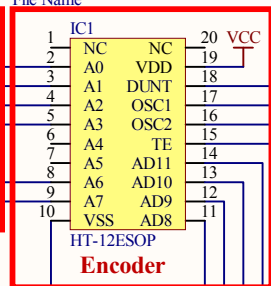 File Name
IC1
1 NC NC 20 VCC
2 A0 VDD 19
3 A1 DUNT 18
4 A2 OSC1 17
5 A3 OSC2 16
6 A4 TE 15
7 A5 AD11 14
8 A6 AD10 13
9 A7 AD9 12
10 VSS AD8 11
HT-12ESOP
Encoder